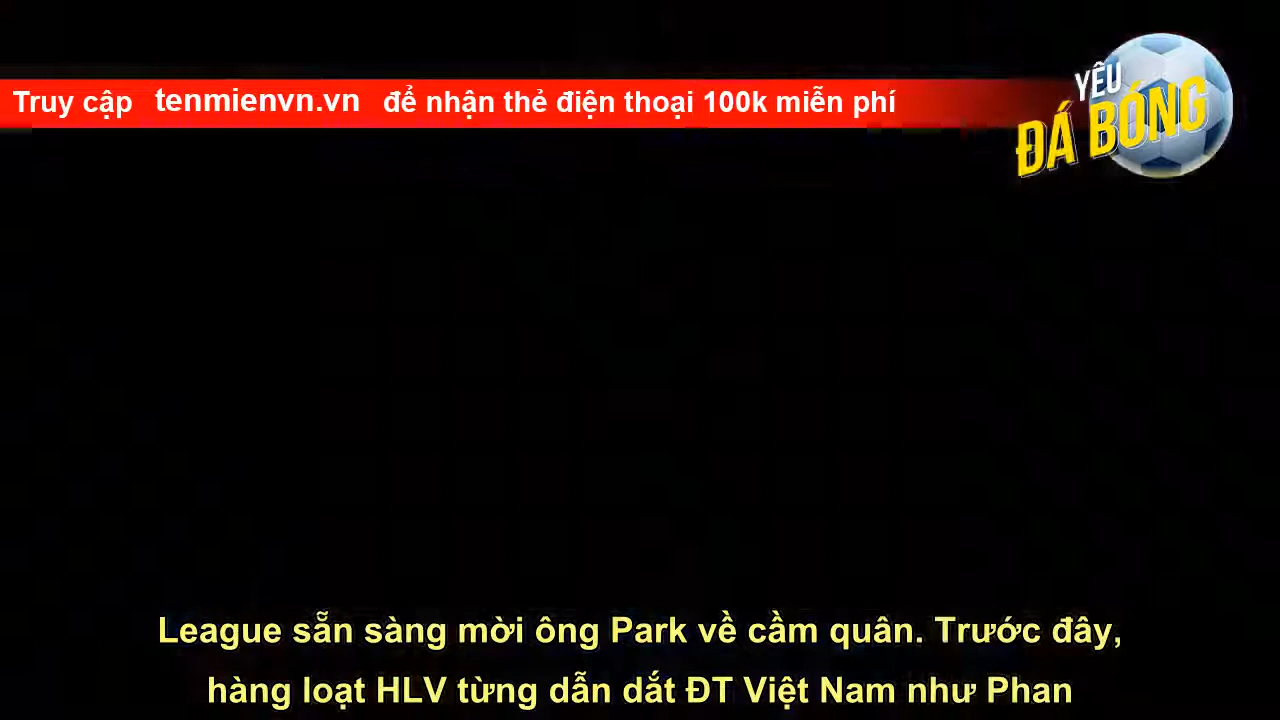 Truy cập tenmienvn.vn để nhận thẻ điện thoại 100k miễn phí
YÊU
ĐÁ BÓNG
League sẵn sàng mời ông Park về cầm quân. Trước đây,
hàng loạt HLV từng dẫn dắt ĐT Việt Nam như Phan